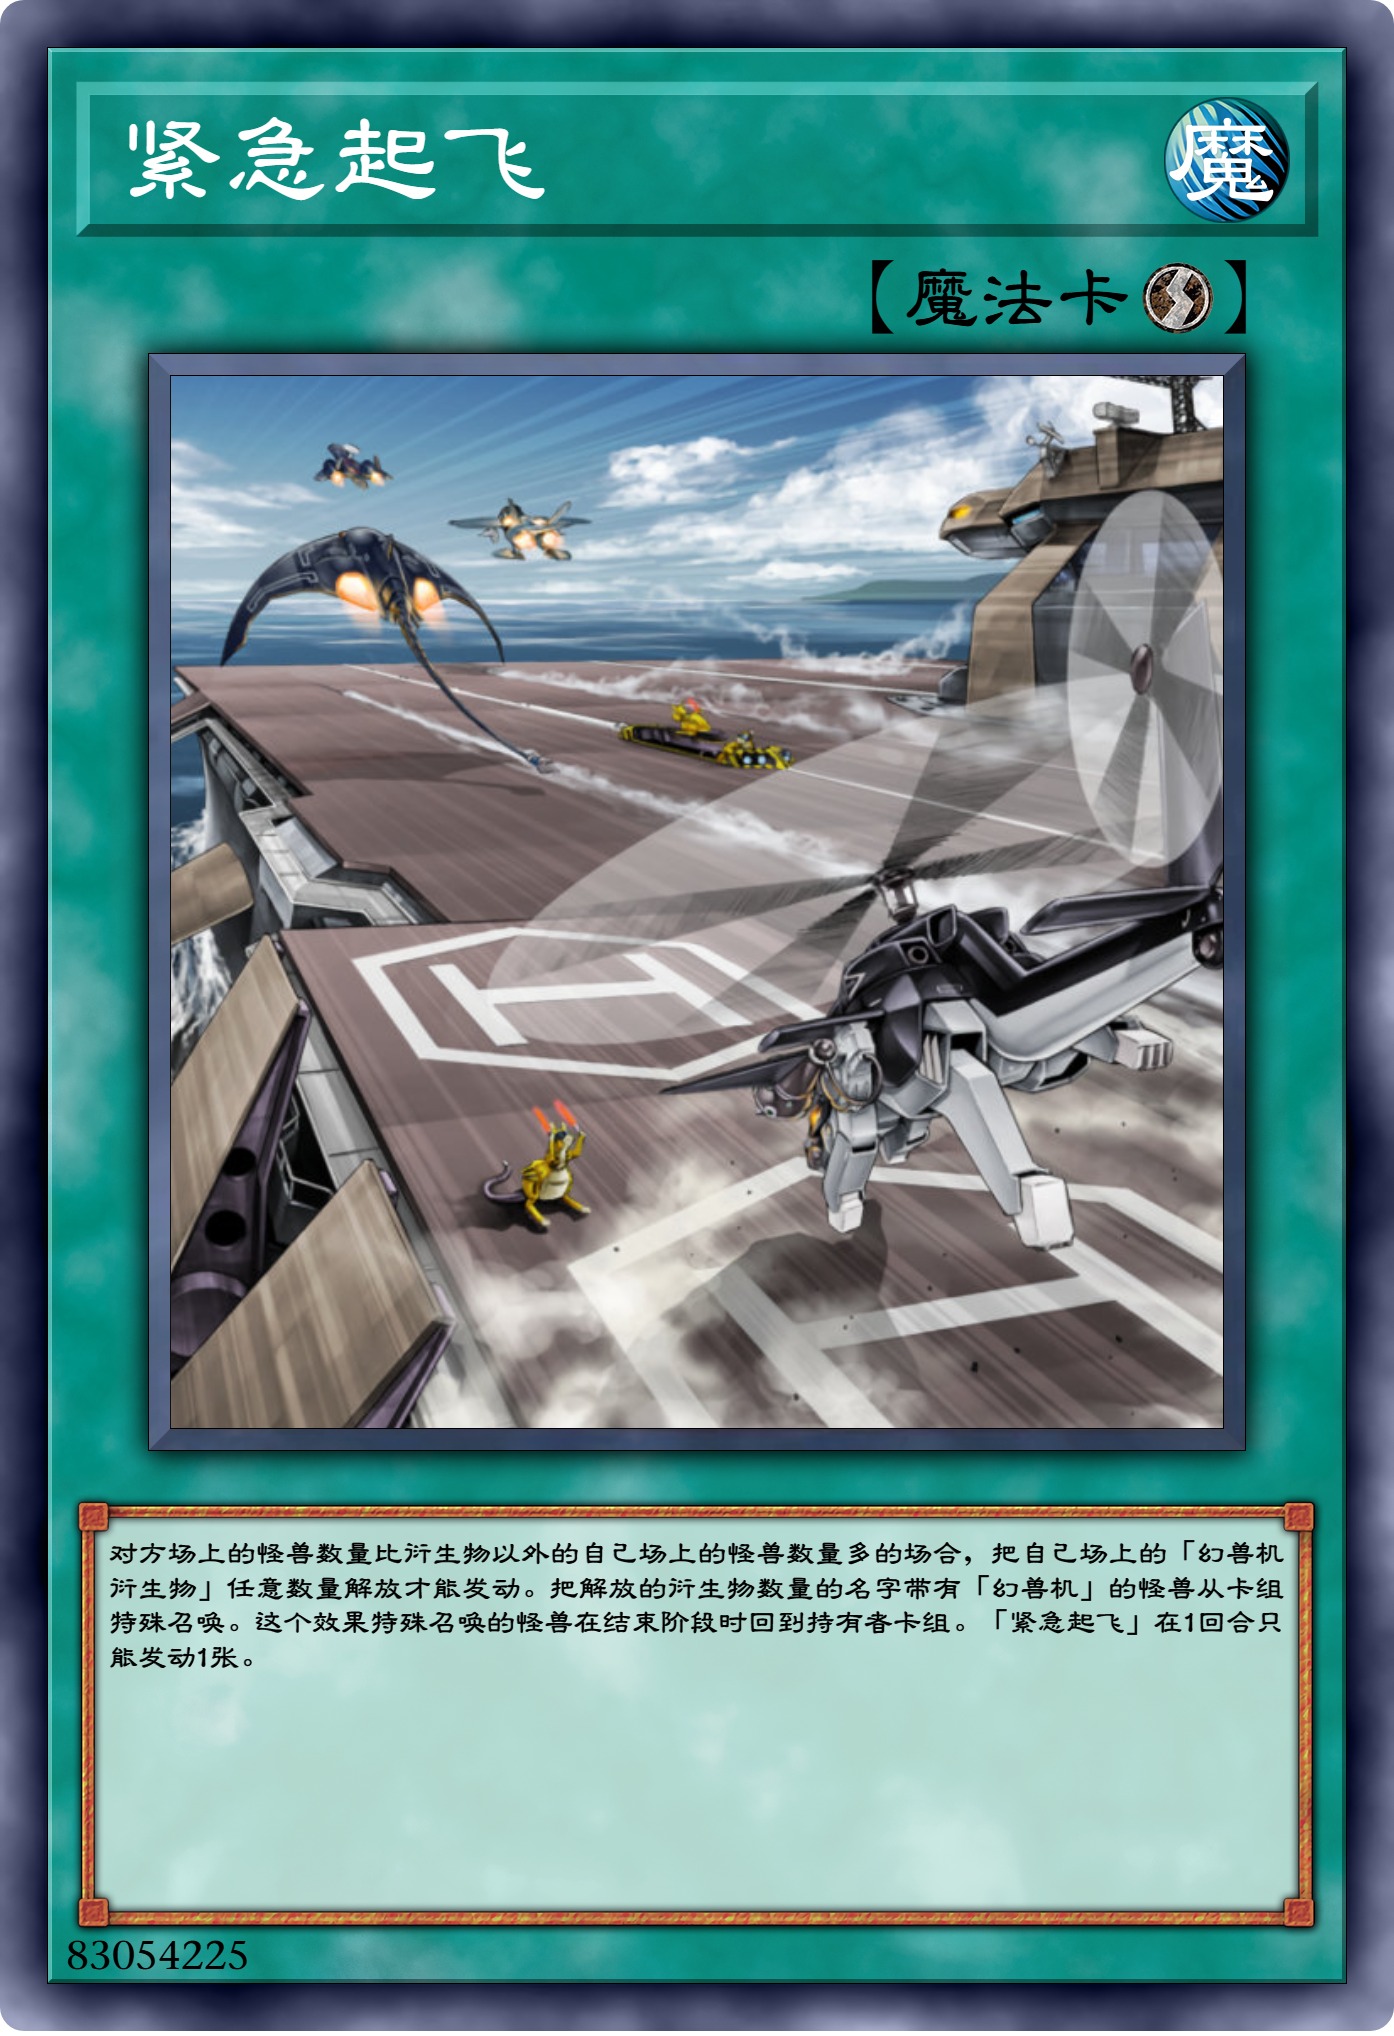 紧急起飞
魔
【魔法卡】
对方场上的怪兽数量比衍生物以外的自己场上的怪兽数量多的场合，把自己场上的「幻兽机
衍生物」任意数量解放才能发动。把解放的衍生物数量的名字带有「幻兽机」的怪兽从卡组
特殊召唤。这个效果特殊召唤的怪兽在结束阶段时回到持有者卡组。「紧急起飞」在1回合只
能发动1张。
83054225